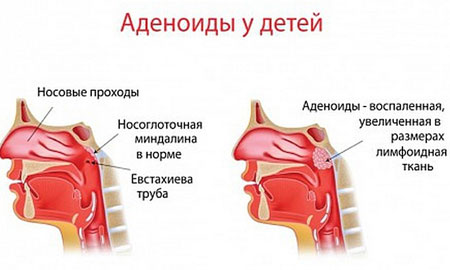 Аденоиды у детей
Носовые проходы
Носоглоточная
миндалина
в норме
Евстахиева
труба
Аденоиды - воспаленная,
увеличенная в
размерах
лимфоидная
ткань